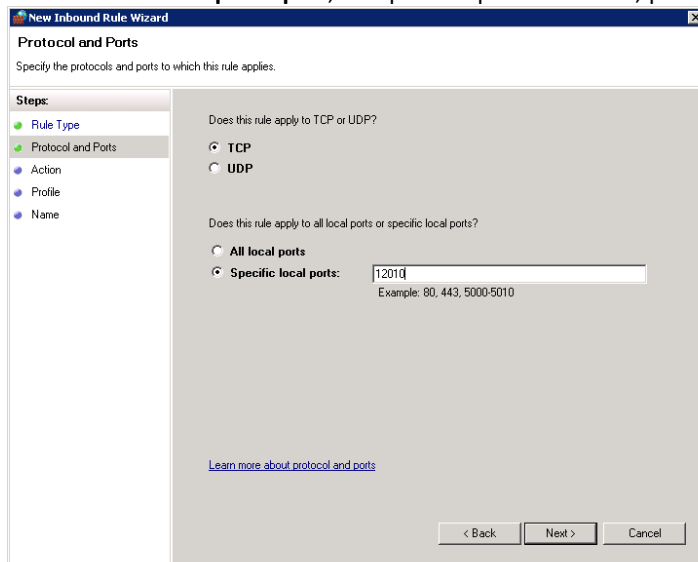 New Inbound Rule Wizard
Protocol and Ports
Specify the protocols and ports to which this rule applies.
Steps:
Rule Type
Protocol and Ports
Action
Profile
Name
Does this rule apply to TCP or UDP?
TCP
UDP
Does this rule apply to all local ports or specific local ports?
All local ports
Specific local ports:
12010
Example: 80, 443, 5000-5010
Learn more about protocol and ports
< Back Next > Cancel